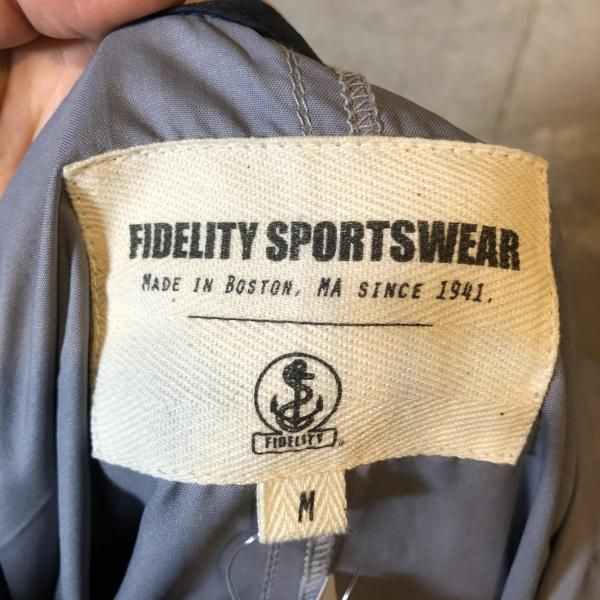 FIDELITY SPORTSWEAR
MADE IN BOSTON, MA SINCE 1941.
FIDELITY
M